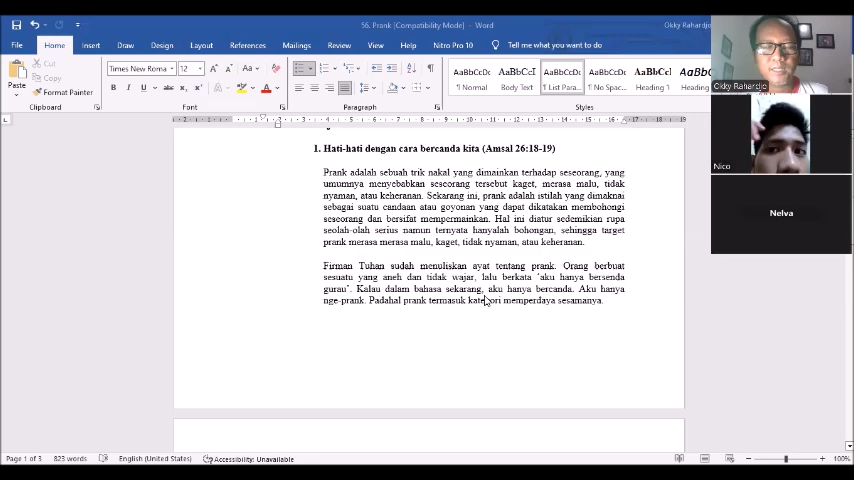 56. Prank [Compatibility Mode] - Word
Okky Rahardjo
File Home Insert Draw Design Layout References Mailings Review View Help Nitro Pro 10 Tell me what you want to do
Paste
Cut
Copy
Format Painter
Clipboard
Times New Roma 12
Font
Paragraph
AaBbCcDc AaBbCcI AaBbCcDc AaBbCcDc AaBbCcI AaBbC
¶ Normal Body Text ¶ List Para... ¶ No Spac... Heading 1
Styles
Okky Rahardjo
Nico
Nelva
1. Hati-hati dengan cara bercanda kita (Amsal 26:18-19)
Prank adalah sebuah trik nakal yang dimainkan terhadap seseorang, yang
umumnya menyebabkan seseorang tersebut kaget, merasa malu, tidak
nyaman, atau keheranan. Sekarang ini, prank adalah istilah yang dimaknai
sebagai suatu candaan atau goyonan yang dapat dikatakan membohongi
seseorang dan bersifat mempermainkan. Hal ini diatur sedemikian rupa
seolah-olah serius namun ternyata hanyalah bohongan, sehingga target
prank merasa merasa malu, kaget, tidak nyaman, atau keheranan.
Firman Tuhan sudah menuliskan ayat tentang prank. Orang berbuat
sesuatu yang aneh dan tidak wajar, lalu berkata 'aku hanya bersenda
gurau'. Kalau dalam bahasa sekarang, aku hanya bercanda. Aku hanya
nge-prank. Padahal prank termasuk kategori memperdaya sesamanya.
Page 1 of 3 823 words English (United States) Accessibility: Unavailable 100%